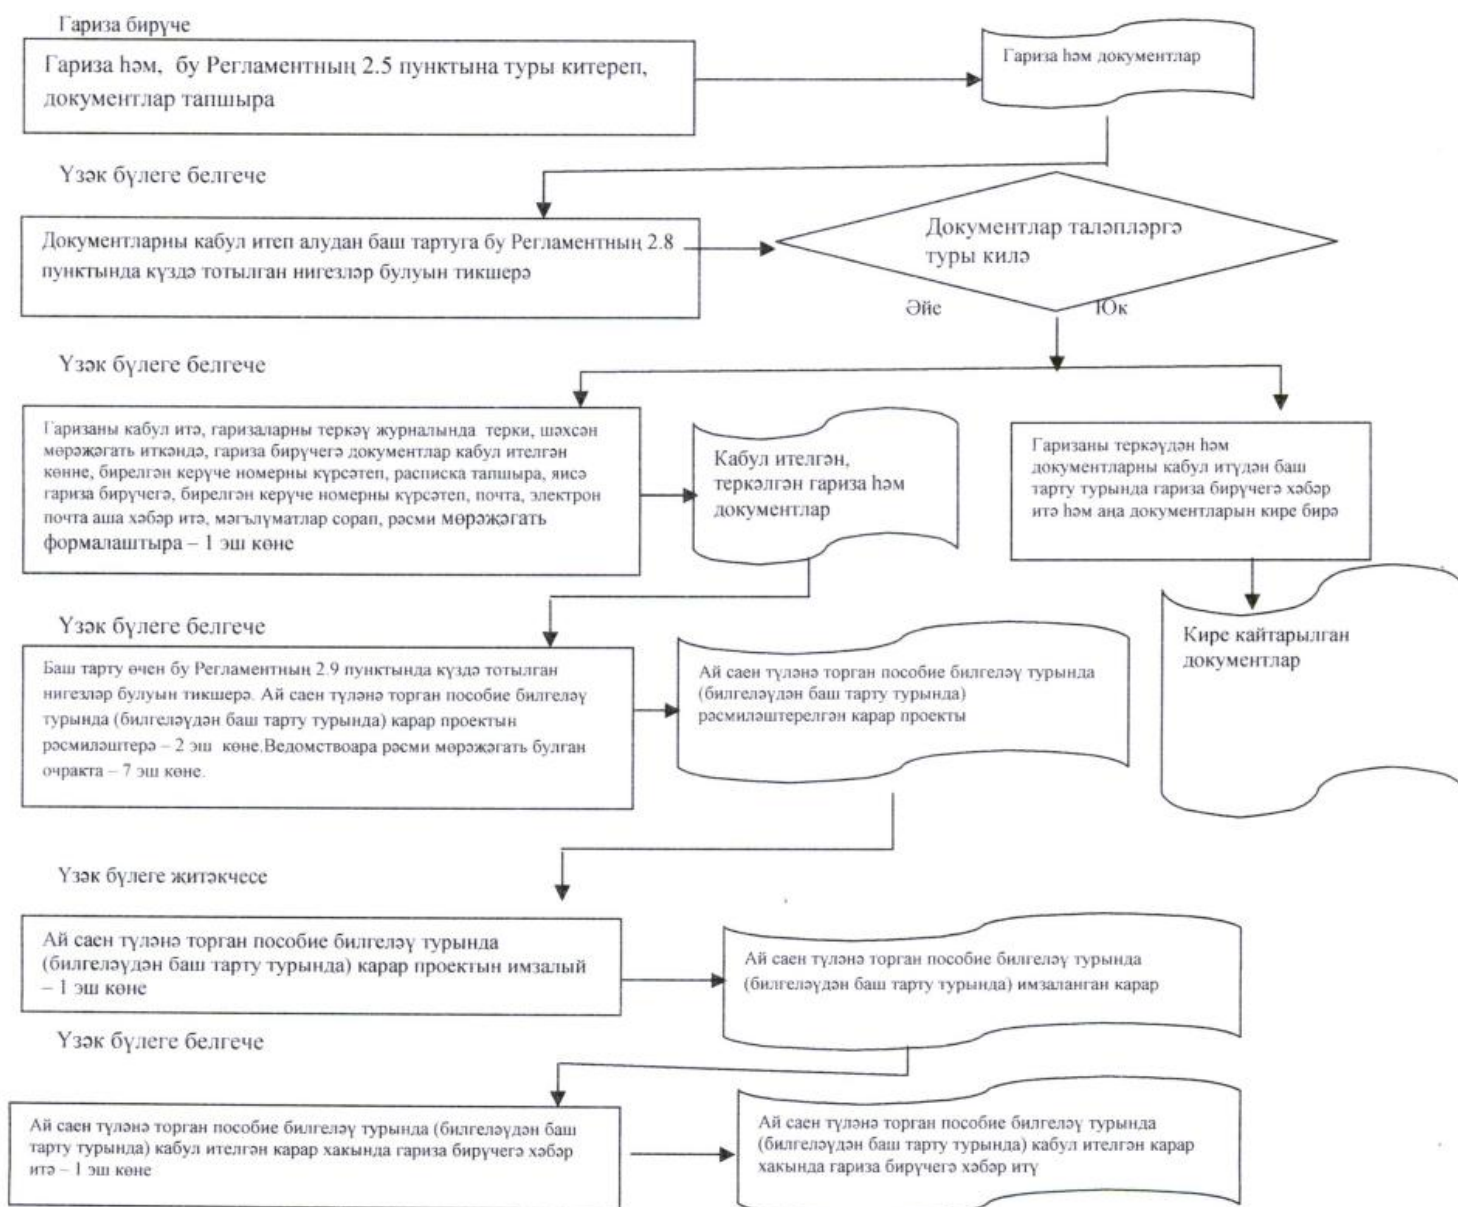 Гариза бирүче
Гариза һәм, бу Регламентның 2.5 пунктына туры китереп,
документлар тапшыра
Гариза һәм документлар
Үзәк бүлеге белгече
Документларны кабул итеп алудан баш тартуга бу Регламентның 2.8
пунктында күздә тотылган нигезләр булуын тикшерә
Документлар таләпләргә
туры килә
Әйе
Юк
Үзәк бүлеге белгече
Гаризаны кабул итә, гаризаларны теркәү журналында терки, шәхсән
мөрәҗәгать иткәндә, гариза бирүчегә документлар кабул ителгән
көнне, бирелгән керүче номерны күрсәтеп, расписка тапшыра, яисә
гариза бирүчегә, бирелгән керүче номерны күрсәтеп, почта, электрон
почта аша хәбәр итә, мәгълүматлар сорап, рәсми мөрәҗәгать
формалаштыра – 1 эш көне
Кабул ителгән,
теркәлгән гариза һәм
документлар
Гаризаны теркәүдән һәм
документларны кабул итүдән баш
тарту турында гариза бирүчегә хәбәр
итә һәм аңа документларын кире бирә
Кире кайтарылган
документлар
Үзәк бүлеге белгече
Баш тарту өчен бу Регламентның 2.9 пунктында күздә тотылган
нигезләр булуын тикшерә. Ай саен түләнә торган пособие билгеләү
турында (билгеләүдән баш тарту турында) карар проектын
рәсмиләштерә – 2 эш көне.Ведомствоара рәсми мөрәҗәгать булган
очракта – 7 эш көне.
Ай саен түләнә торган пособие билгеләү турында
(билгеләүдән баш тарту турында)
рәсмиләштерелгән карар проекты
Үзәк бүлеге җитәкчесе
Ай саен түләнә торган пособие билгеләү турында
(билгеләүдән баш тарту турында) карар проектын имзалый
– 1 эш көне
Ай саен түләнә торган пособие билгеләү турында
(билгеләүдән баш тарту турында) имзаланган карар
Үзәк бүлеге белгече
Ай саен түләнә торган пособие билгеләү турында (билгеләүдән баш
тарту турында) кабул ителгән карар хакында гариза бирүчегә хәбәр
итә – 1 эш көне
Ай саен түләнә торган пособие билгеләү турында
(билгеләүдән баш тарту турында) кабул ителгән карар
хакында гариза бирүчегә хәбәр итү